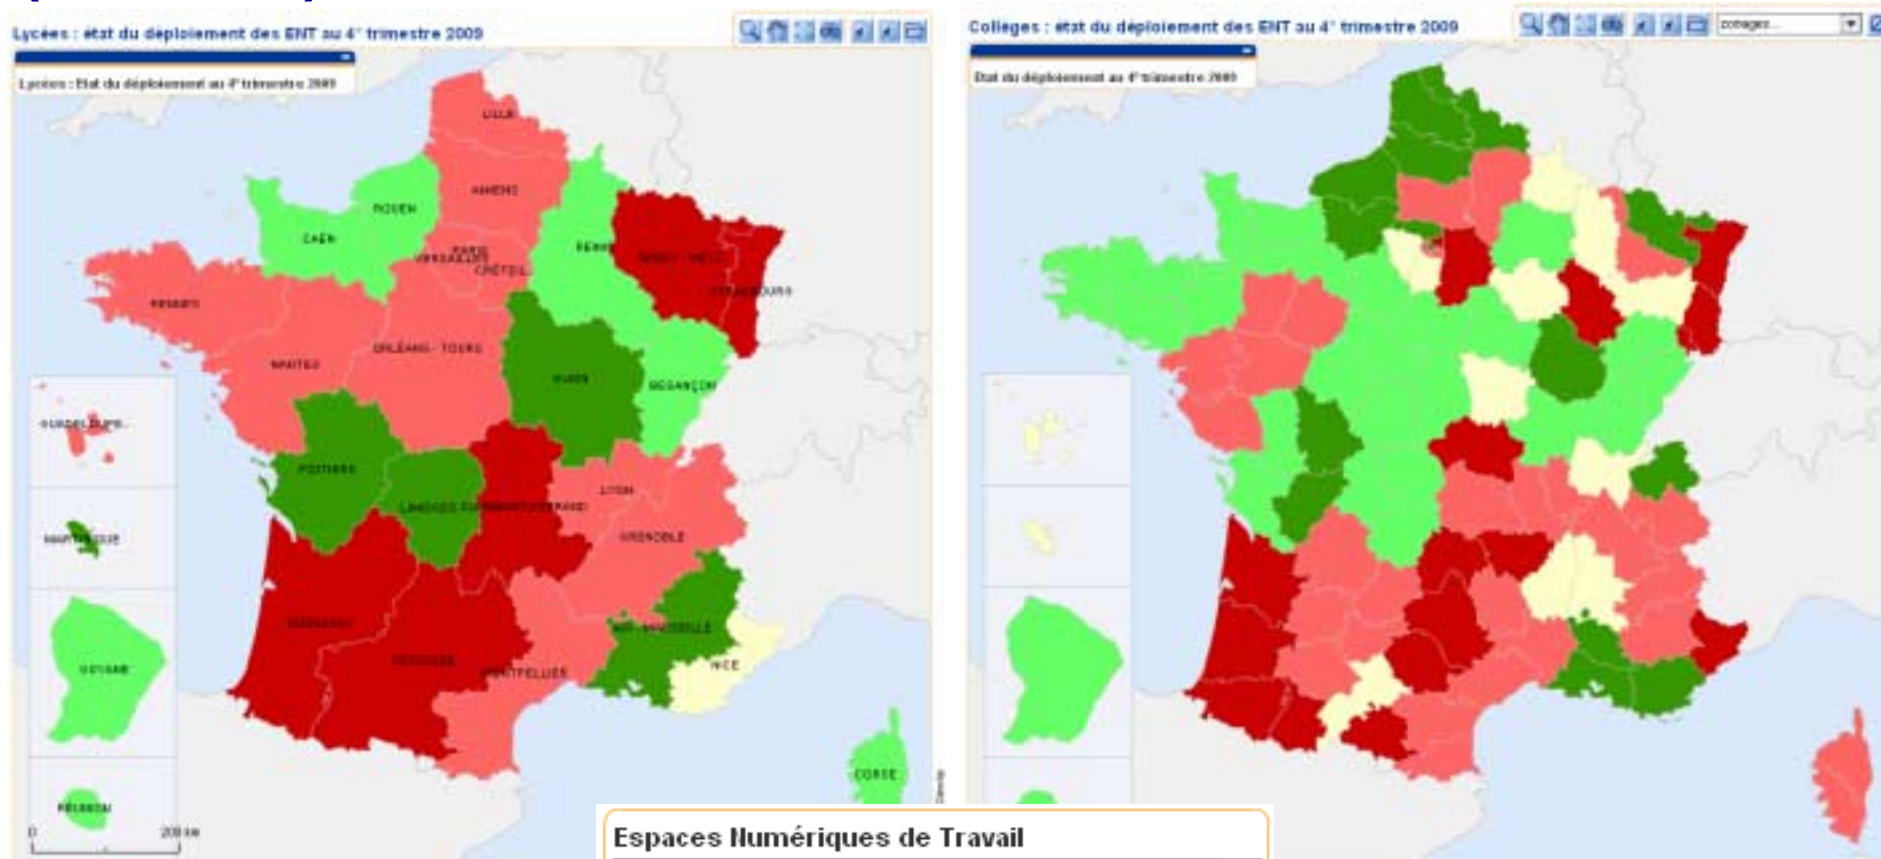 Lycées : état du déploiement des ENT au 4° trimestre 2009
Lycées : Etat du déploiement au 4° trimestre 2009
LILLE
AMIENS
ROUEN
CAEN
PARIS
VERSAILLES
CRÉTEIL
STRASBOURG
RENNES
NANTES
ORLÉANS - TOURS
DIJON
BESANÇON
POITIERS
LIMOGES
LYON
GRENOBLE
BORDEAUX
TOULOUSE
MONTPELLIER
NICE
CORSE
MARTINIQUE
GUYANE
RÉUNION
0
200 km
Collèges : état du déploiement des ENT au 4° trimestre 2009
zonages...
Etat du déploiement au 4° trimestre 2009
Espaces Numériques de Travail